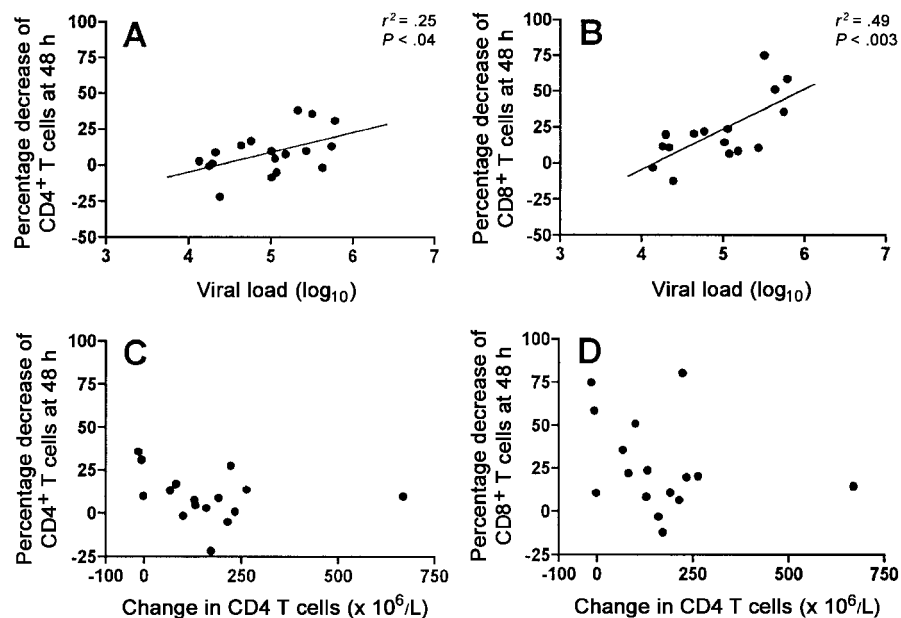 A
r² = .25
P < .04
Percentage decrease of
CD4⁺ T cells at 48 h
100
75
50
25
0
-25
-50
3 4 5 6 7
Viral load (log₁₀)
B
r² = .49
P < .003
Percentage decrease of
CD8⁺ T cells at 48 h
100
75
50
25
0
-25
-50
3 4 5 6 7
Viral load (log₁₀)
C
Percentage decrease of
CD4⁺ T cells at 48 h
100
75
50
25
0
-25
-100 0 250 500 750
Change in CD4 T cells (x 10⁶/L)
D
Percentage decrease of
CD8⁺ T cells at 48 h
100
75
50
25
0
-25
-100 0 250 500 750
Change in CD4 T cells (x 10⁶/L)